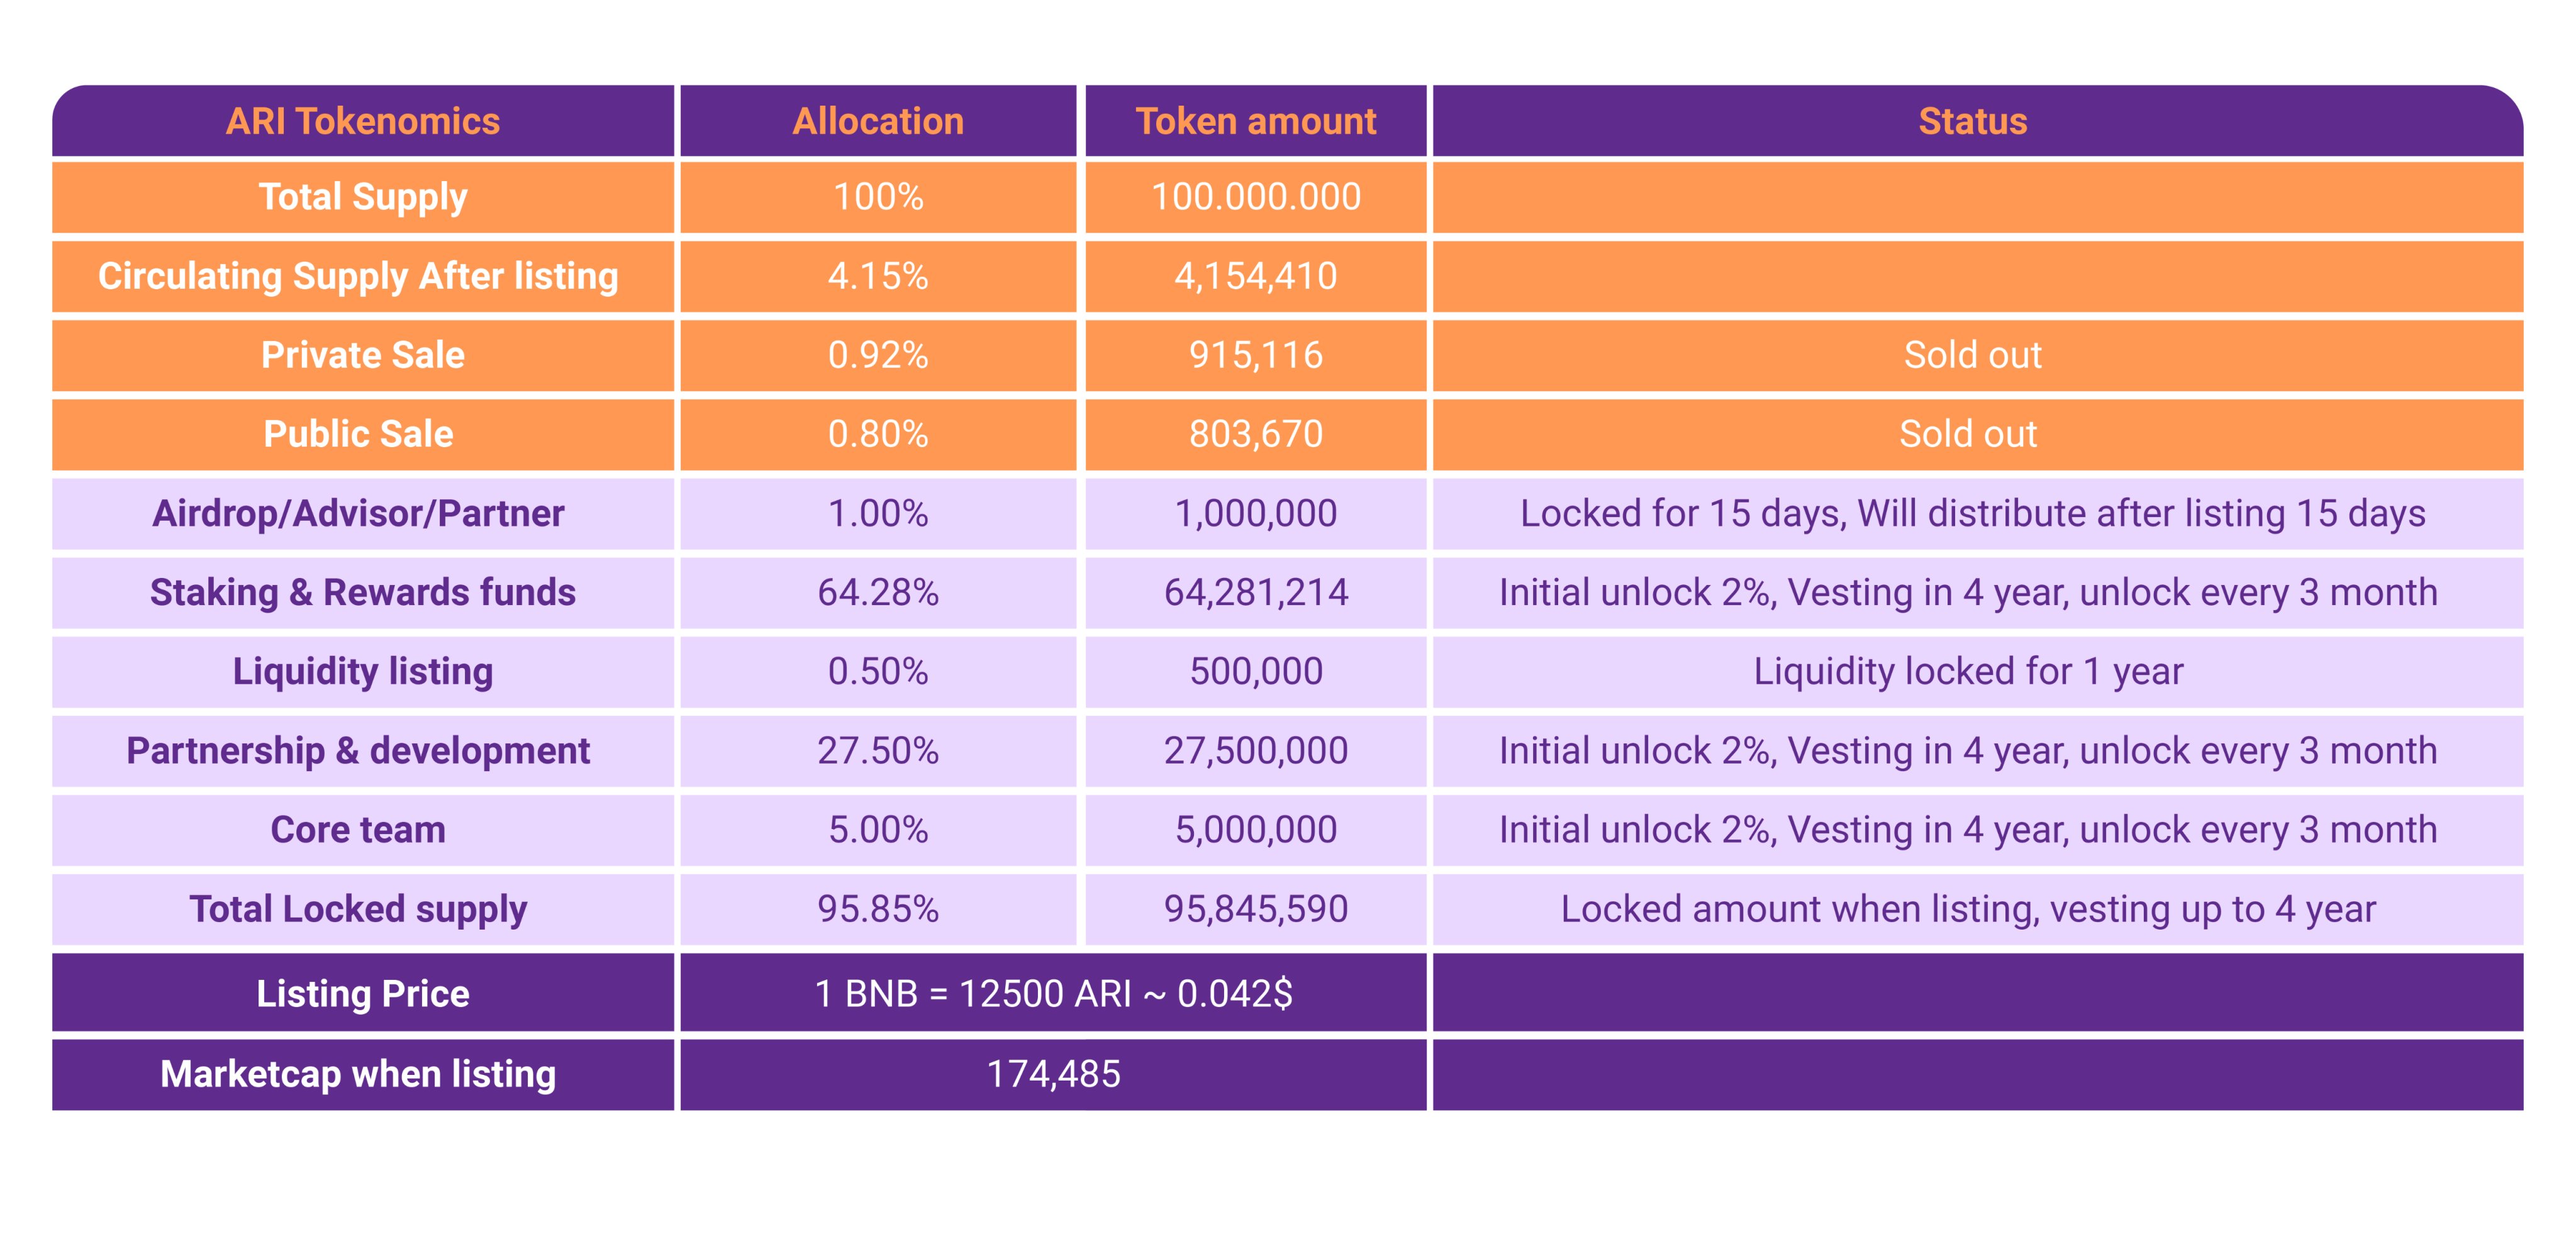 ARI Tokenomics Allocation Token amount Status
Total Supply 100% 100.000.000
Circulating Supply After listing 4.15% 4,154,410
Private Sale 0.92% 915,116 Sold out
Public Sale 0.80% 803,670 Sold out
Airdrop/Advisor/Partner 1.00% 1,000,000 Locked for 15 days, Will distribute after listing 15 days
Staking & Rewards funds 64.28% 64,281,214 Initial unlock 2%, Vesting in 4 year, unlock every 3 month
Liquidity listing 0.50% 500,000 Liquidity locked for 1 year
Partnership & development 27.50% 27,500,000 Initial unlock 2%, Vesting in 4 year, unlock every 3 month
Core team 5.00% 5,000,000 Initial unlock 2%, Vesting in 4 year, unlock every 3 month
Total Locked supply 95.85% 95,845,590 Locked amount when listing, vesting up to 4 year
Listing Price 1 BNB = 12500 ARI ~ 0.042$
Marketcap when listing 174,485